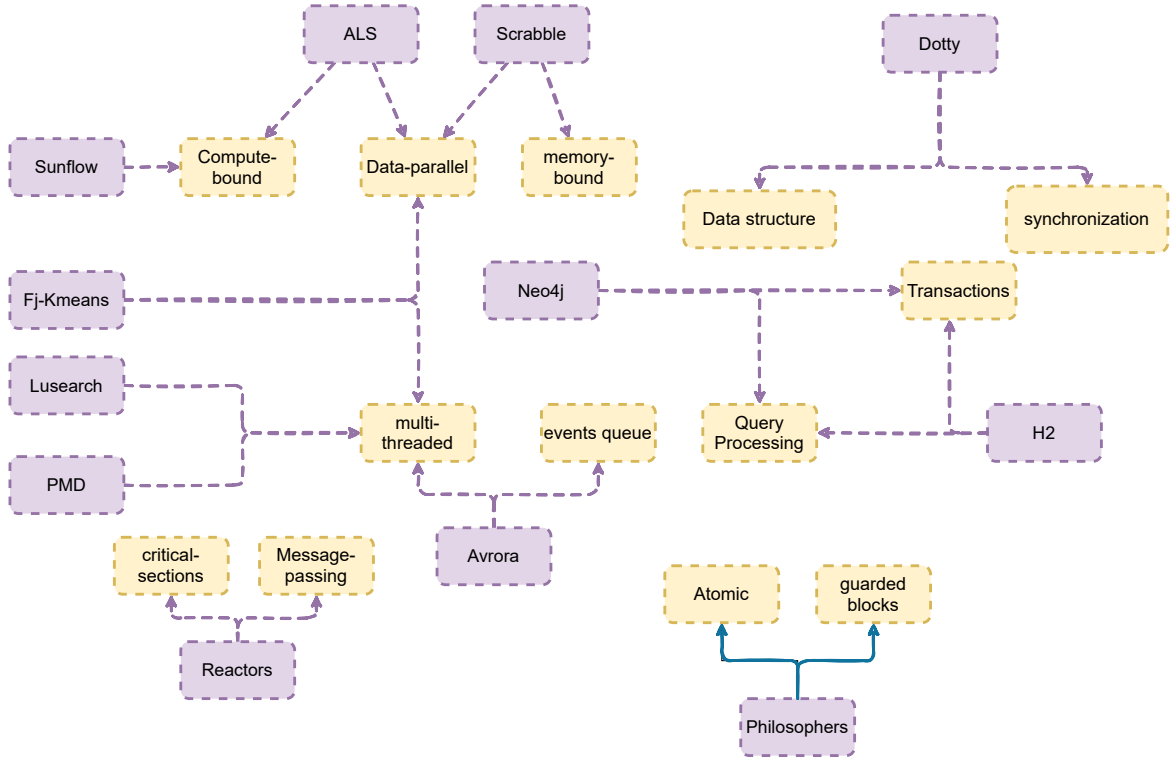 ALS
Scrabble
Dotty
Sunflow
Compute-
bound
Data-parallel
memory-
bound
Data structure
synchronization
Fj-Kmeans
Neo4j
Transactions
Lusearch
multi-
threaded
events queue
Query
Processing
H2
PMD
critical-
sections
Message-
passing
Avrora
Atomic
guarded
blocks
Reactors
Philosophers